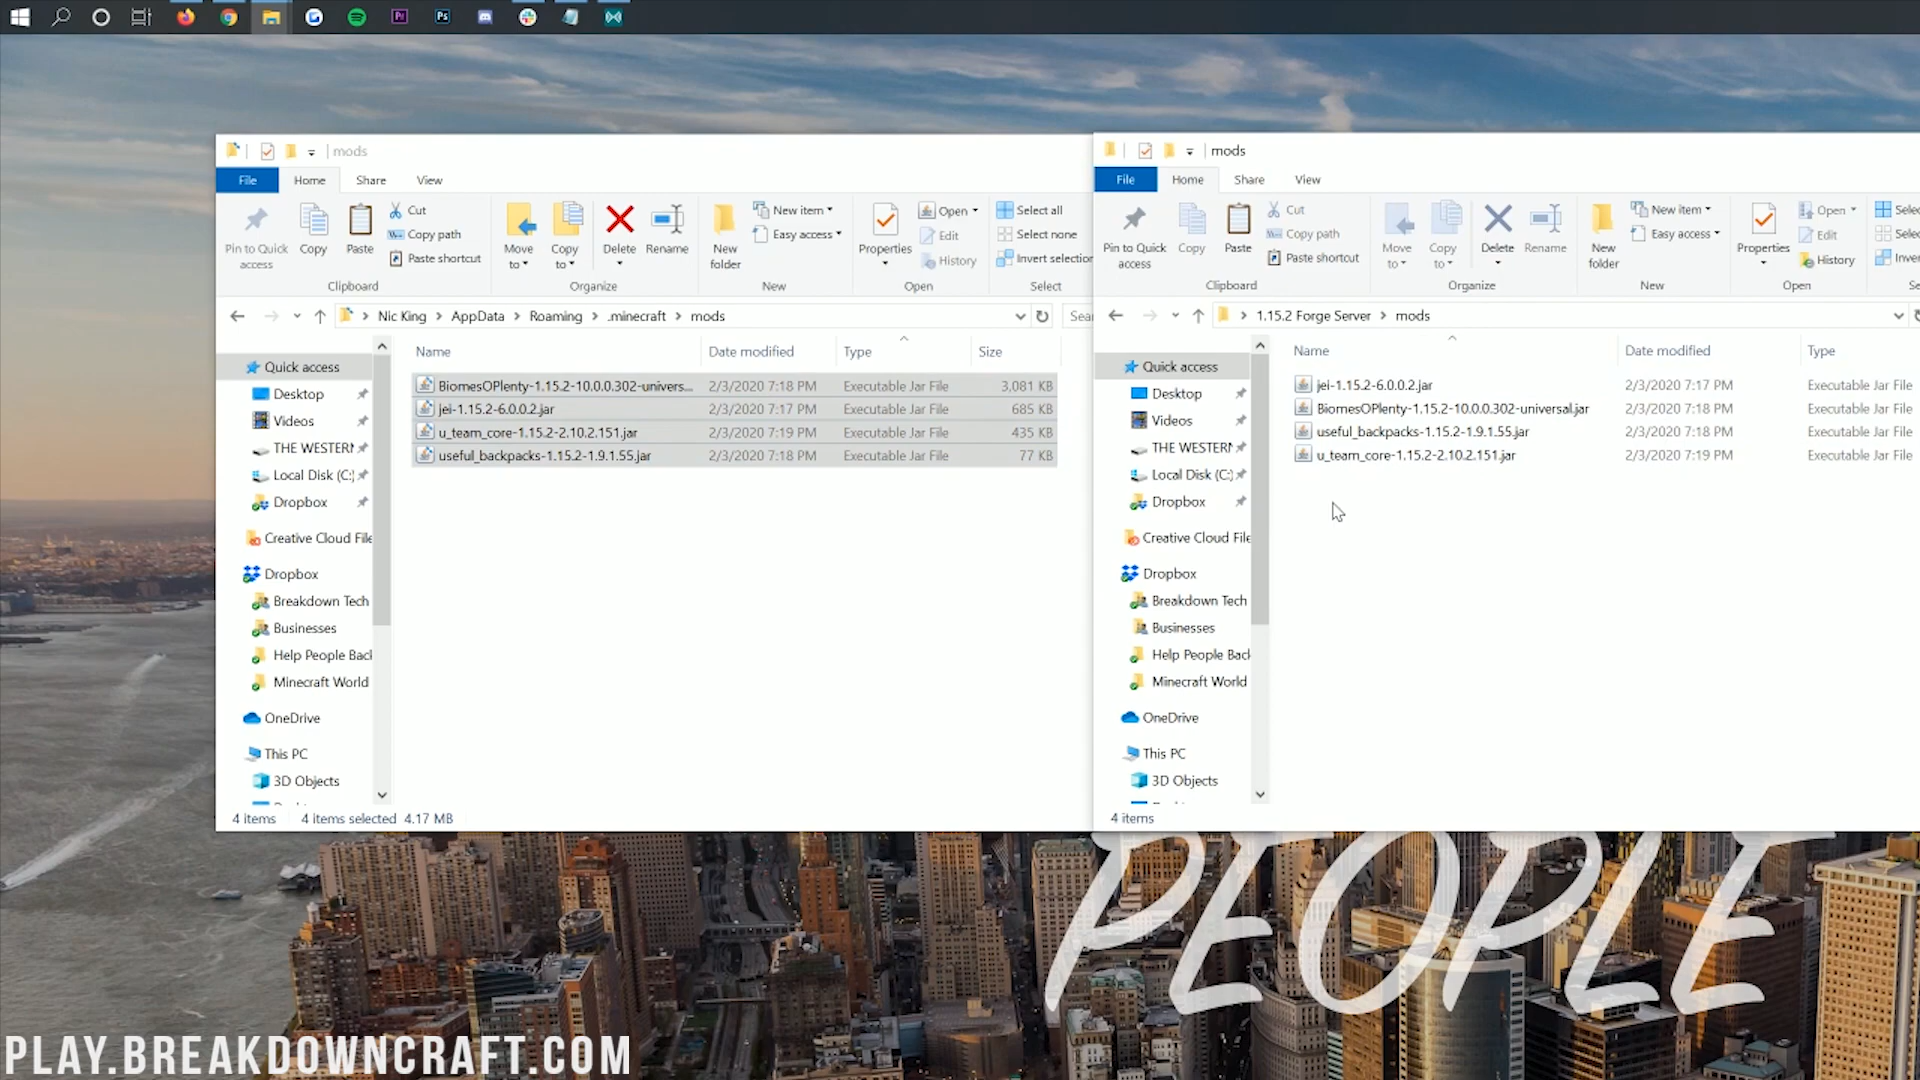 mods
File
Home
Share
View
Pin to Quick access
Copy
Paste
Cut
Copy path
Paste shortcut
Clipboard
Move to
Copy to
Delete
Rename
Organize
New folder
New item
Easy access
New
Properties
Open
Edit
History
Open
Select all
Select none
Invert selection
Select
Nic King > AppData > Roaming > .minecraft > mods
Sea
Quick access
Desktop
Videos
THE WESTERN
Local Disk (C:)
Dropbox
Creative Cloud File
Dropbox
Breakdown Tech
Businesses
Help People Back
Minecraft World
OneDrive
This PC
3D Objects
Name Date modified Type Size
BiomesOPlenty-1.15.2-10.0.0.302-univers... 2/3/2020 7:18 PM Executable Jar File 3,081 KB
jei-1.15.2-6.0.0.2.jar 2/3/2020 7:17 PM Executable Jar File 685 KB
u_team_core-1.15.2-2.10.2.151.jar 2/3/2020 7:19 PM Executable Jar File 435 KB
useful_backpacks-1.15.2-1.9.1.55.jar 2/3/2020 7:18 PM Executable Jar File 77 KB
4 items 4 items selected 4.17 MB
mods
File
Home
Share
View
Pin to Quick access
Copy
Paste
Cut
Copy path
Paste shortcut
Clipboard
Move to
Copy to
Delete
Rename
Organize
New folder
New item
Easy access
New
Properties
Open
Edit
History
Open
Selec
Selec
Inver
Se
1.15.2 Forge Server > mods
Quick access
Desktop
Videos
THE WESTERN
Local Disk (C:)
Dropbox
Creative Cloud File
Dropbox
Breakdown Tech
Businesses
Help People Back
Minecraft World
OneDrive
This PC
3D Objects
Name Date modified Type
jei-1.15.2-6.0.0.2.jar 2/3/2020 7:17 PM Executable Jar File
BiomesOPlenty-1.15.2-10.0.0.302-universal.jar 2/3/2020 7:18 PM Executable Jar File
useful_backpacks-1.15.2-1.9.1.55.jar 2/3/2020 7:18 PM Executable Jar File
u_team_core-1.15.2-2.10.2.151.jar 2/3/2020 7:19 PM Executable Jar File
4 items
PEOPLE
PLAY.BREAKDOWNCRAFT.COM